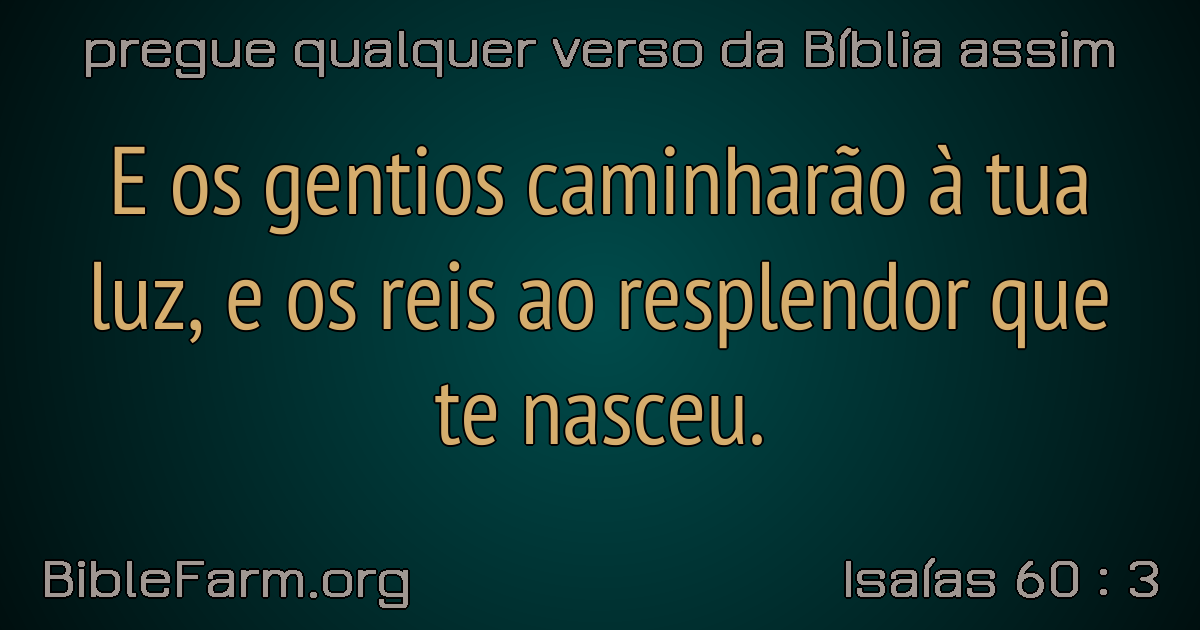 pregue qualquer verso da Bíblia assim
E os gentios caminharão à tua
luz, e os reis ao resplendor que
te nasceu.
BibleFarm.org
Isaías 60 : 3